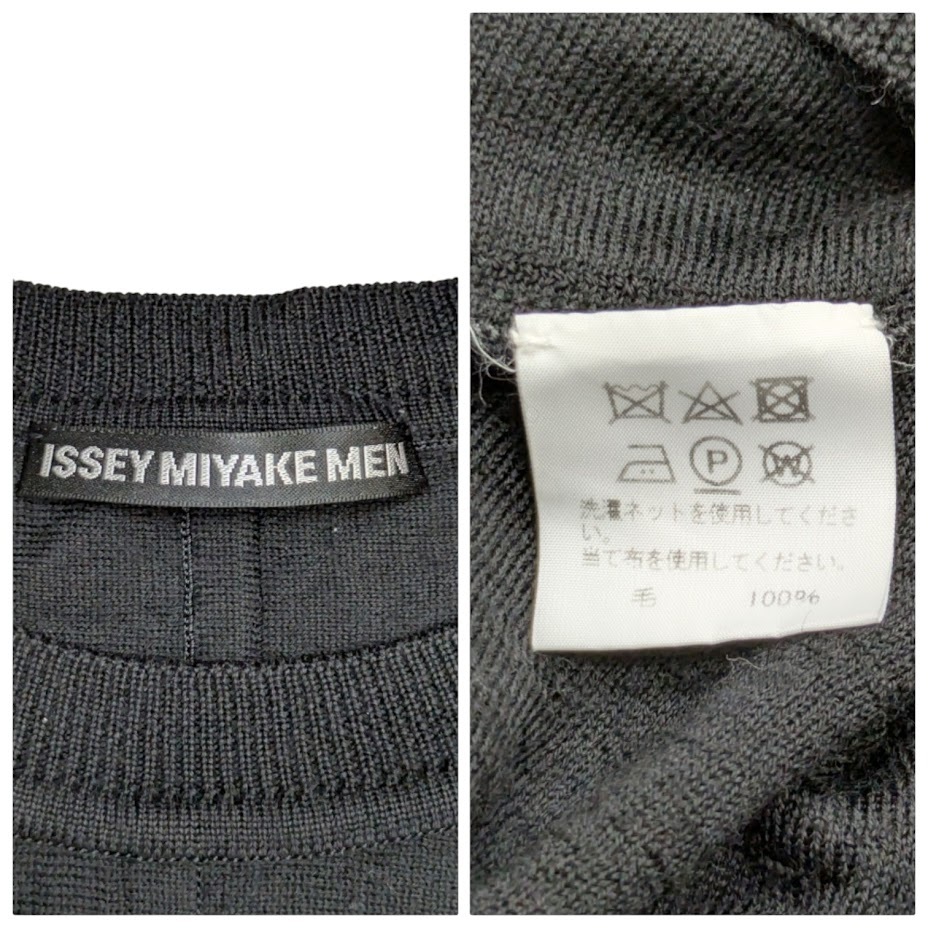 ISSEY MIYAKE MEN
P
W
洗濯ネットを使用してくださ
い。
当て布を使用してください。
毛 100%